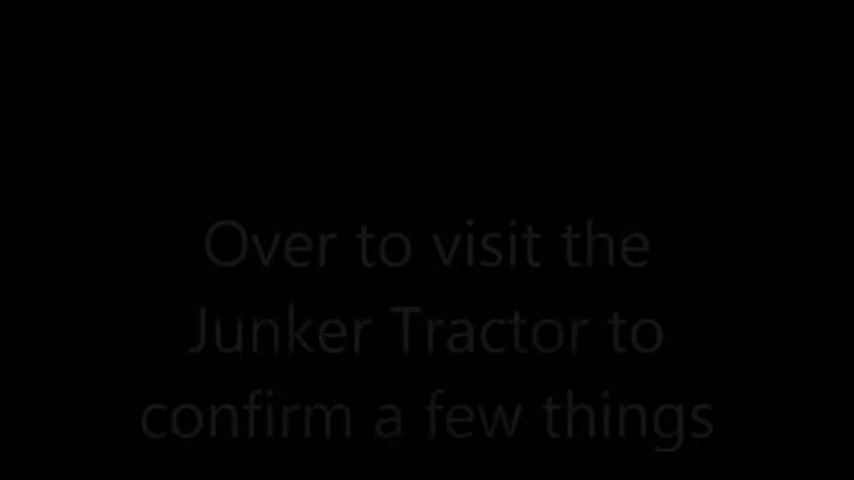 Over to visit the
Junker Tractor to
confirm a few things